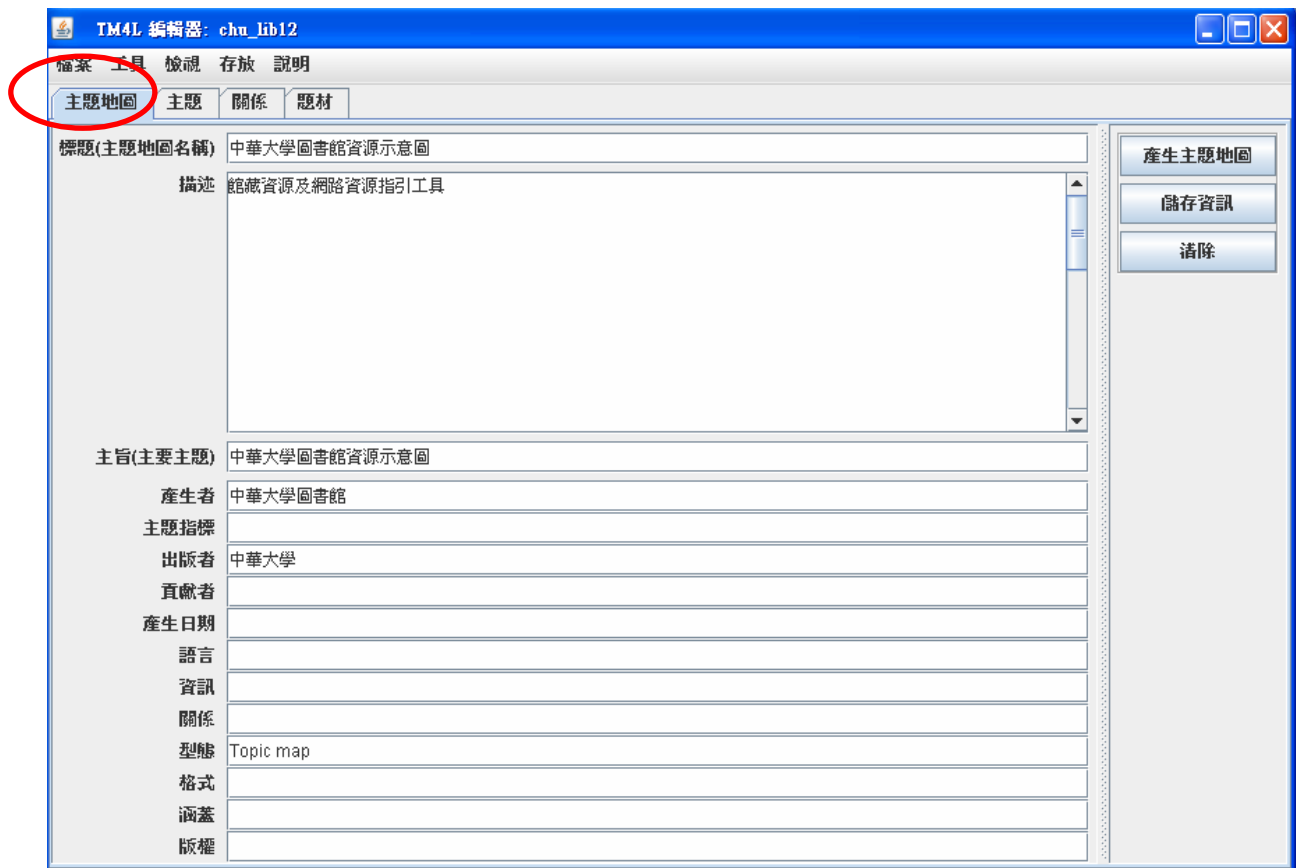 TM4L 編輯器: chu_lib12
檔案 工具 檢視 存放 說明
主題地圖 主題 關係 題材
標題(主題地圖名稱) 中華大學圖書館資源示意圖
產生主題地圖
描述 館藏資源及網路資源指引工具
儲存資訊
清除
主旨(主要主題) 中華大學圖書館資源示意圖
產生者 中華大學圖書館
主題指標
出版者 中華大學
貢獻者
產生日期
語言
資訊
關係
型態 Topic map
格式
涵蓋
版權